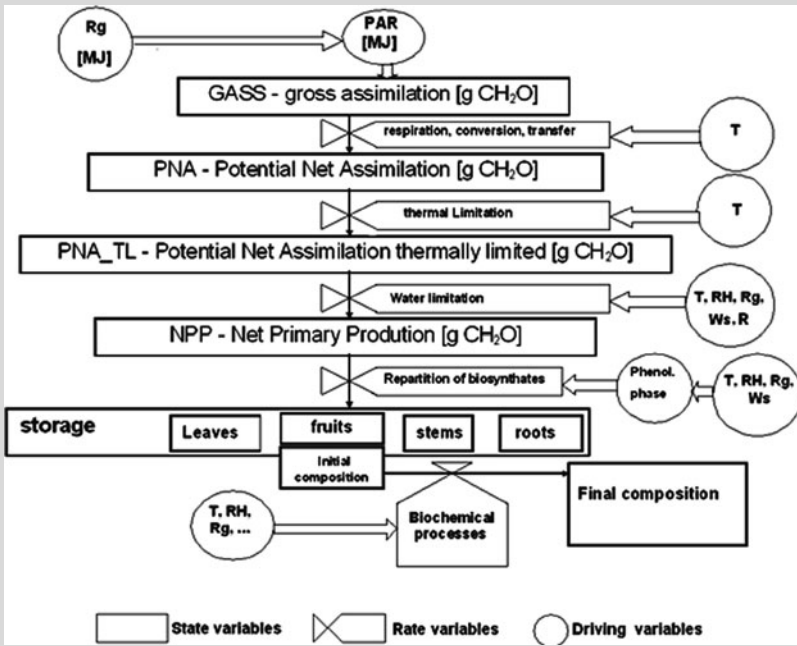 Rg
[MJ]
PAR
[MJ]
GASS - gross assimilation [g CH₂O]
respiration, conversion, transfer
T
PNA - Potential Net Assimilation [g CH₂O]
thermal Limitation
T
PNA_TL - Potential Net Assimilation thermally limited [g CH₂O]
Water limitation
T, RH, Rg,
Ws, R
NPP - Net Primary Prodution [g CH₂O]
Repartition of biosynthates
Phenol.
phase
T, RH, Rg,
Ws
storage
Leaves
fruits
stems
roots
Initial
composition
Final composition
T, RH,
Rg, ...
Biochemical
processes
State variables
Rate variables
Driving variables